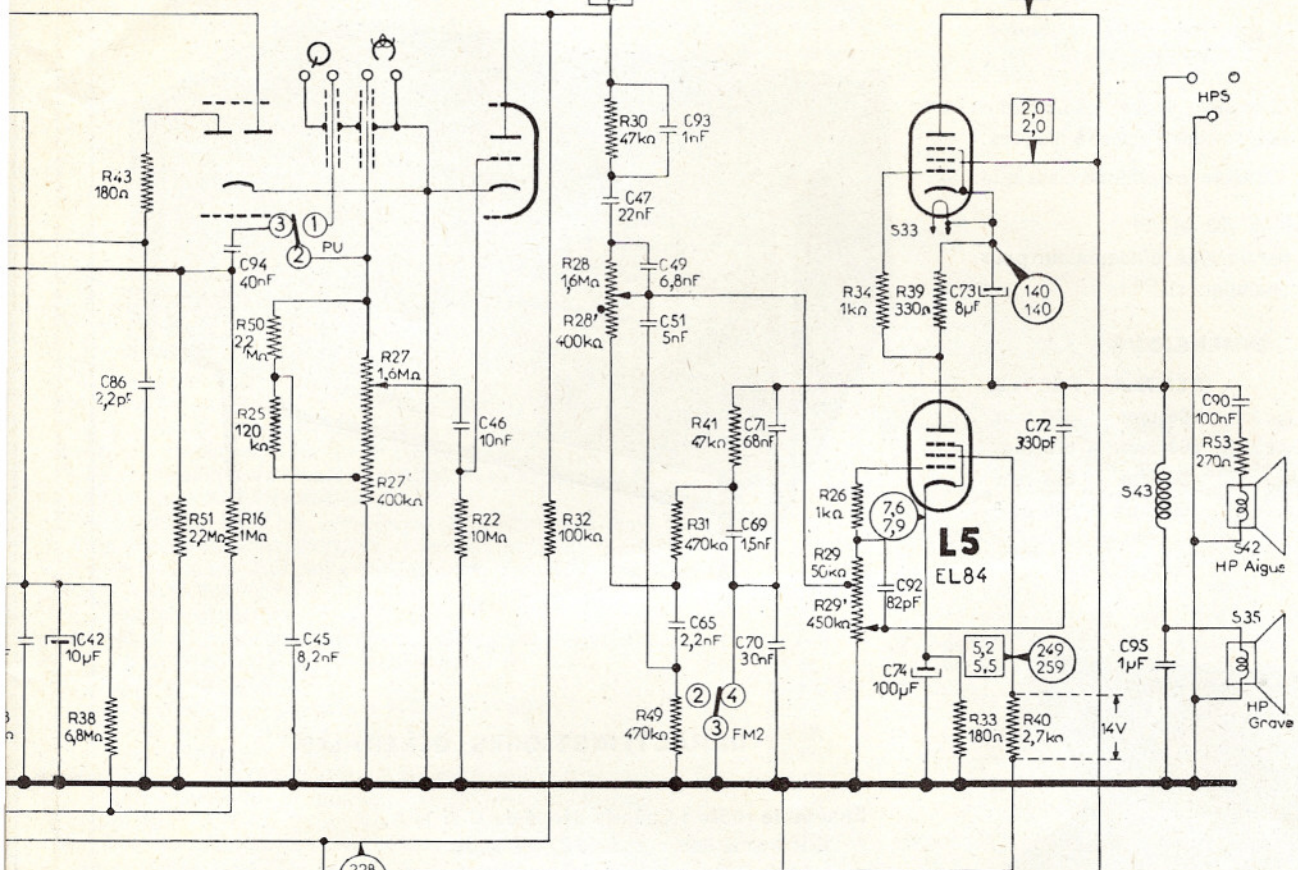 HPS
2,0
2,0
R30
47kΩ
C93
1nF
R43
180Ω
C47
22nF
3
1
2
PU
S33
C94
40nF
R28
1,6MΩ
C49
6,8nF
R34
1kΩ
R39
330Ω
C73
8µF
140
140
R28'
400kΩ
C51
5nF
R50
2,2
MΩ
R27
1,6MΩ
C86
2,2pF
R25
120
kΩ
C46
10nF
R41
47kΩ
C71
68nF
C72
330pF
C90
100nF
R53
270Ω
R27'
400kΩ
R26
1kΩ
7,6
7,9
S43
R51
2,2MΩ
R16
1MΩ
R22
10MΩ
R32
100kΩ
R31
470kΩ
C69
1,5nF
L5
EL84
R29
50kΩ
S42
HP Aigus
C92
82pF
R29'
450kΩ
C42
10µF
C45
8,2nF
C65
2,2nF
C70
30nF
5,2
5,5
249
259
S35
C95
1µF
C74
100µF
R38
6,8MΩ
R49
470kΩ
2
4
3
FM2
R33
180Ω
R40
2,7kΩ
14V
HP
Grave